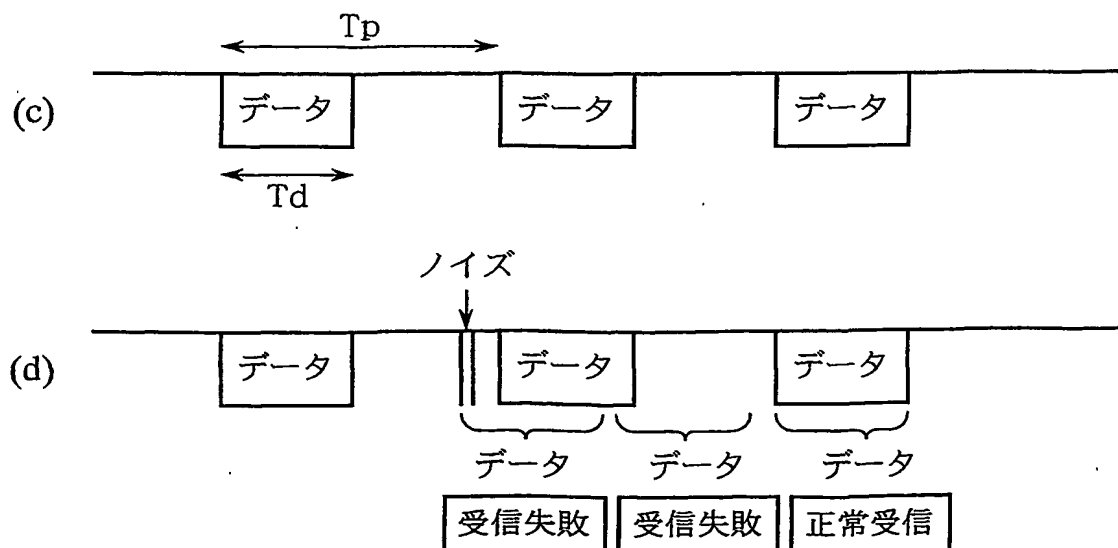 Tp
(c)
データ データ データ
Td
ノイズ
(d)
データ データ データ
データ データ データ
受信失敗 受信失敗 正常受信